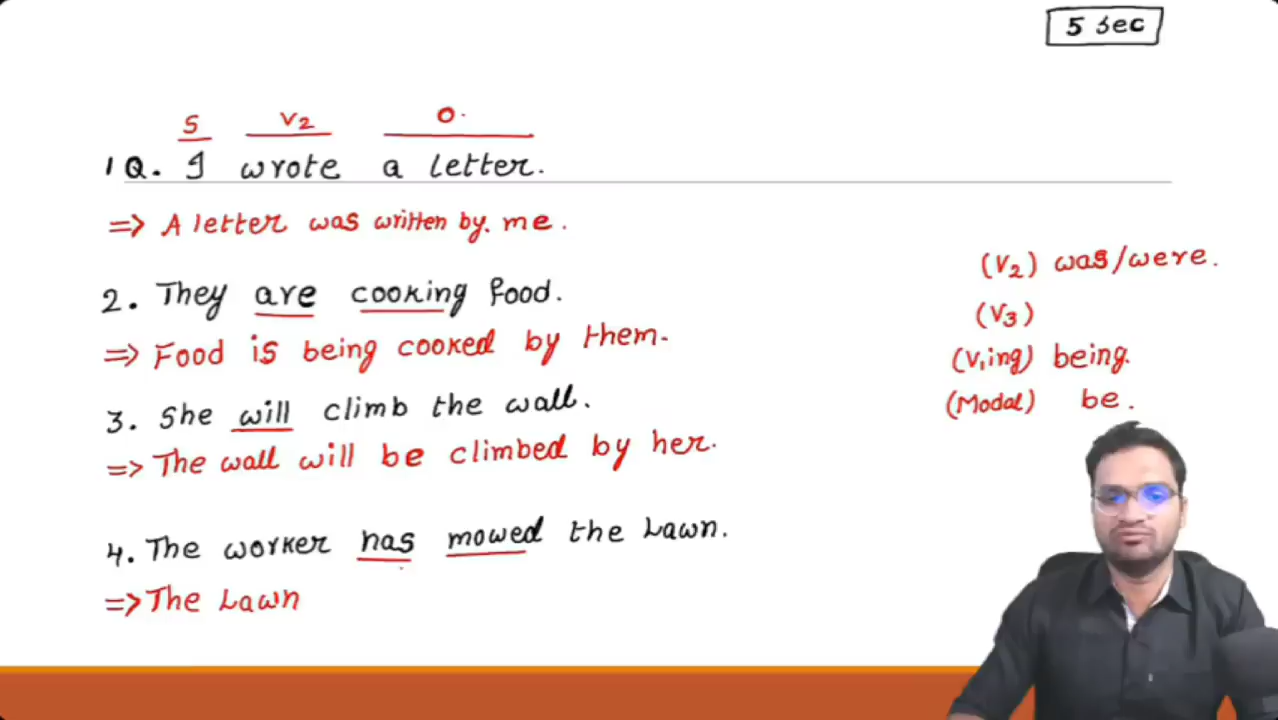 5 Sec
S V2 O.
1 Q. I wrote a letter.
=> A letter was written by. me.
2. They are cooking food.
=> Food is being cooked by them.
3. She will climb the wall.
=> The wall will be climbed by her.
4. The worker has mowed the Lawn.
=> The Lawn
(V2) was/were.
(V3)
(V1ing) being.
(Modal) be.